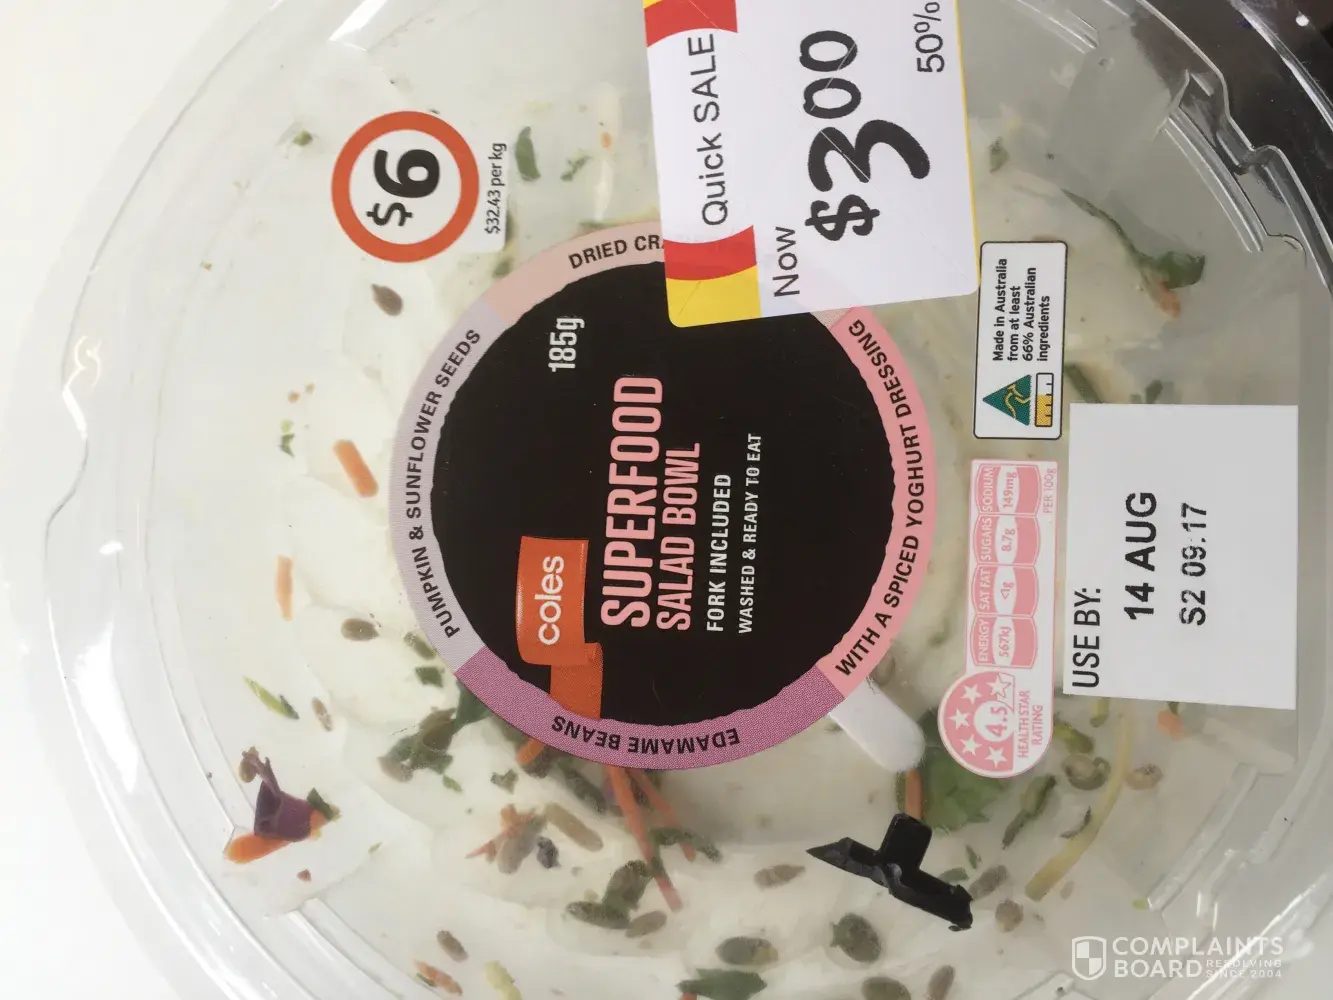 $6
$32.43 per kg
Quick SALE
Now
$3.00
50%
DRIED
PUMPKIN & SUNFLOWER SEEDS
WITH A SPICED YOGHURT DRESSING
EDAMAME BEANS
185g
coles
SUPERFOOD
SALAD BOWL
FORK INCLUDED
WASHED & READY TO EAT
Made in Australia
from at least
66% Australian
ingredients
4.5
HEALTH STAR
RATING
ENERGY
567kJ
SAT FAT
<1g
SUGARS
8.7g
SODIUM
149mg
PER 100g
USE BY:
14 AUG
S2 09:17
COMPLAINTS
BOARD
RESOLVING
SINCE 2004